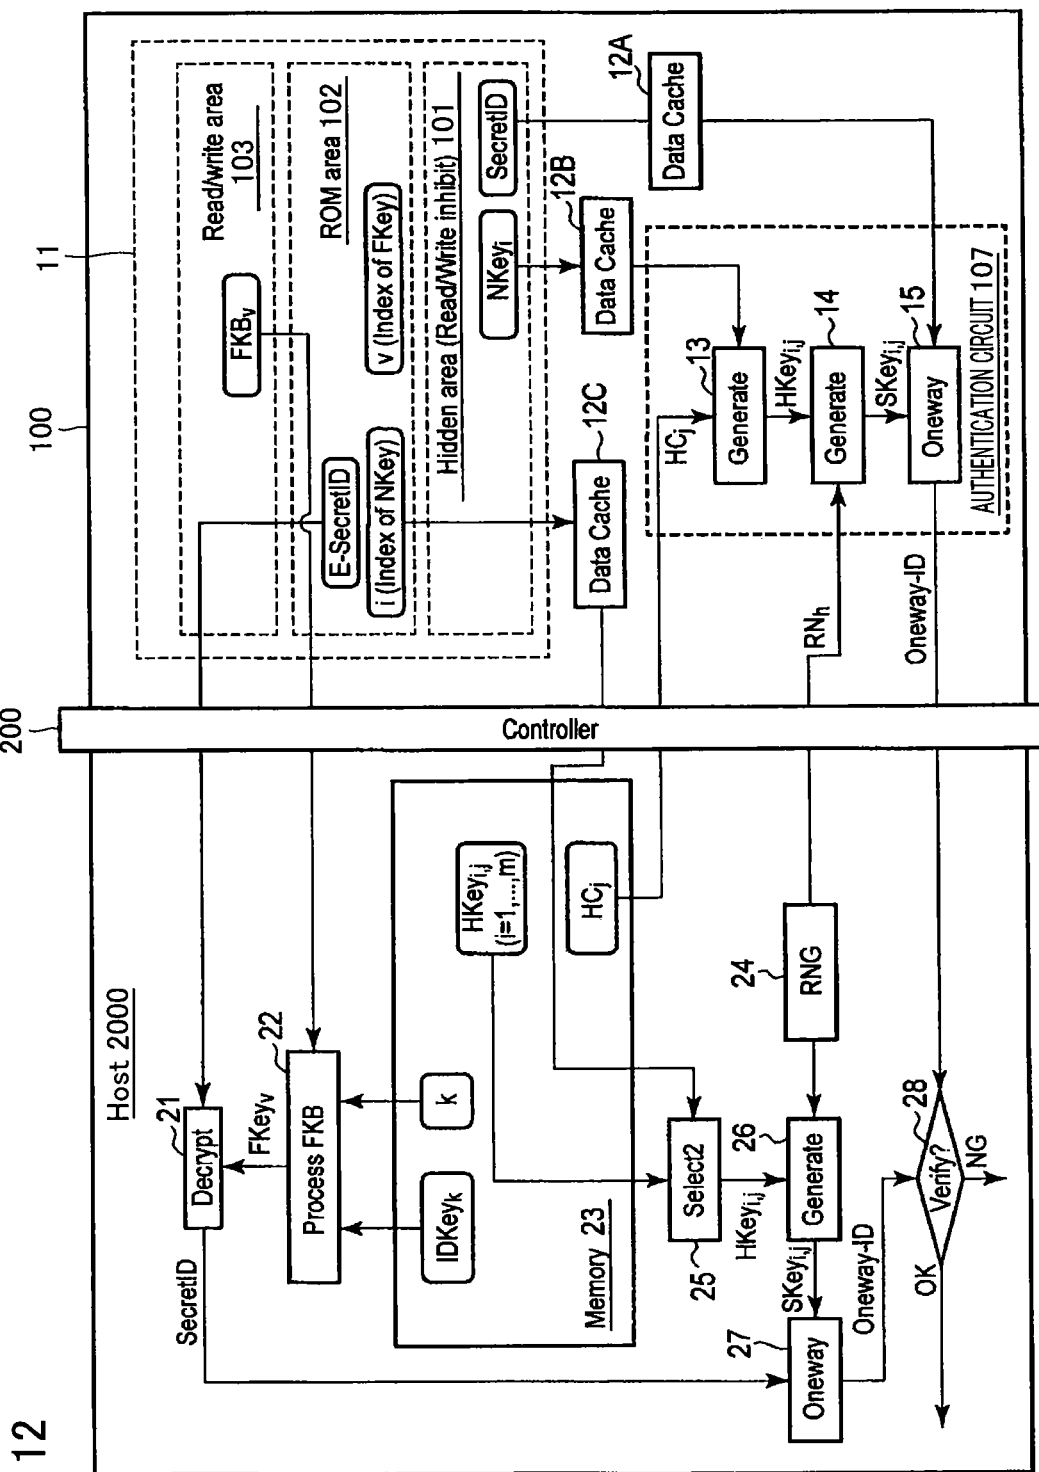 12
Host 2000
200
Controller
100
11
Read/write area
103
FKBv
ROM area 102
E-SecretID
i (Index of NKey)
v (Index of FKey)
Hidden area (Read/Write inhibit) 101
NKeyi
SecretID
12C
Data Cache
12B
Data Cache
12A
Data Cache
HCj
13
Generate
HKeyi,j
14
Generate
RNh
SKeyi,j
15
Oneway
Oneway-ID
AUTHENTICATION CIRCUIT 107
21
Decrypt
SecretID
FKeyv
22
Process FKB
IDKeyk
k
HKeyi,j
(i=1,...,m)
HCj
Memory 23
Select2
25
HKeyi,j
24
RNG
26
Generate
SKeyi,j
27
Oneway
Oneway-ID
28
Verify?
OK
NG